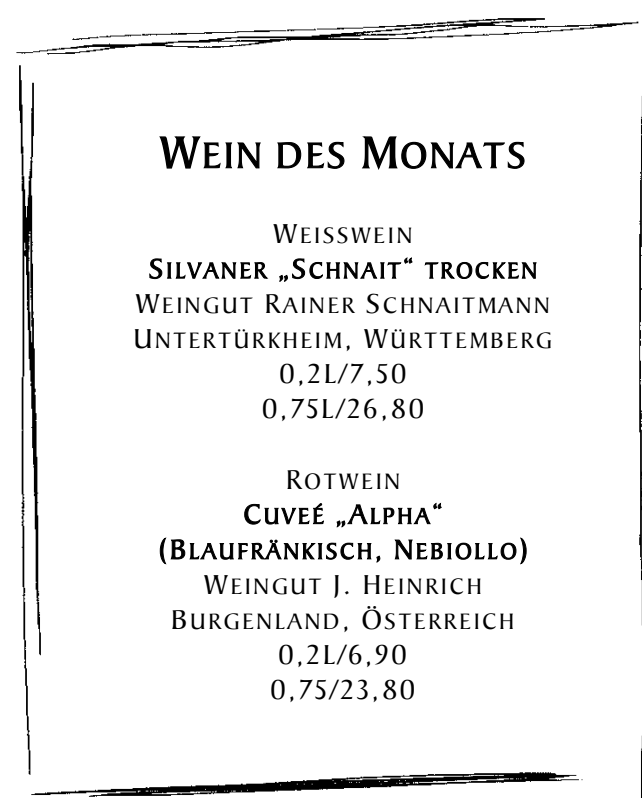 Wein des Monats
Weisswein
Silvaner „Schnait“ trocken
Weingut Rainer Schnaitmann
Untertürkheim, Württemberg
0,2l/7,50
0,75l/26,80
Rotwein
Cuveé „Alpha“
(Blaufränkisch, Nebiollo)
Weingut J. Heinrich
Burgenland, Österreich
0,2l/6,90
0,75/23,80